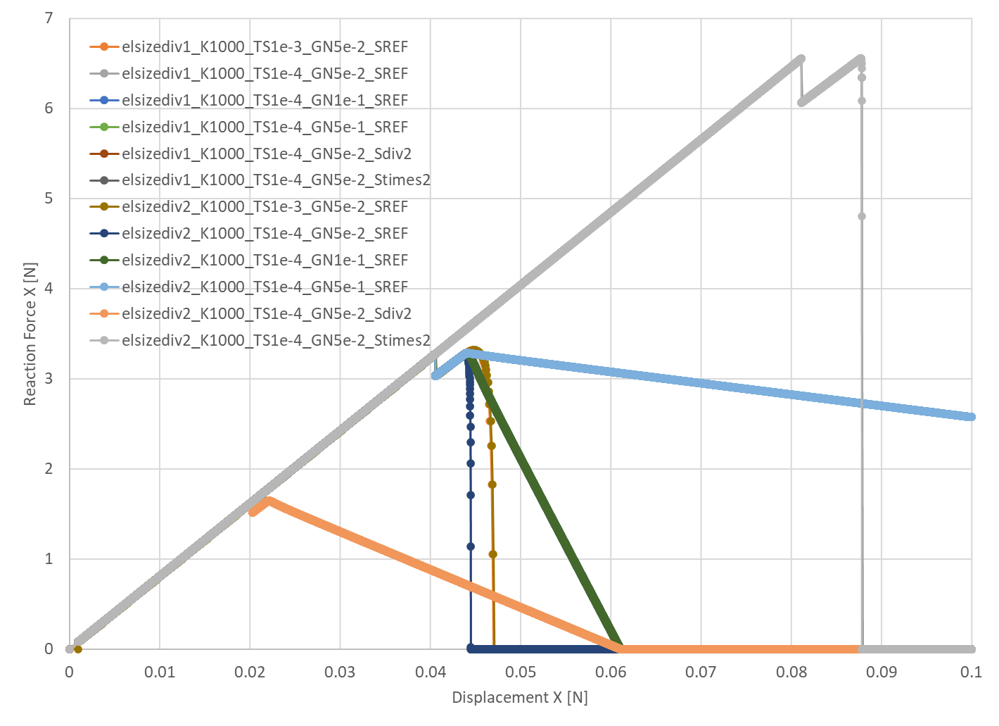 7
6
5
4
3
2
1
0
Reaction Force X [N]
elsizediv1_K1000_TS1e-3_GN5e-2_SREF
elsizediv1_K1000_TS1e-4_GN5e-2_SREF
elsizediv1_K1000_TS1e-4_GN1e-1_SREF
elsizediv1_K1000_TS1e-4_GN5e-1_SREF
elsizediv1_K1000_TS1e-4_GN5e-2_Sdiv2
elsizediv1_K1000_TS1e-4_GN5e-2_Stimes2
elsizediv2_K1000_TS1e-3_GN5e-2_SREF
elsizediv2_K1000_TS1e-4_GN5e-2_SREF
elsizediv2_K1000_TS1e-4_GN1e-1_SREF
elsizediv2_K1000_TS1e-4_GN5e-1_SREF
elsizediv2_K1000_TS1e-4_GN5e-2_Sdiv2
elsizediv2_K1000_TS1e-4_GN5e-2_Stimes2
0 0.01 0.02 0.03 0.04 0.05 0.06 0.07 0.08 0.09 0.1
Displacement X [N]